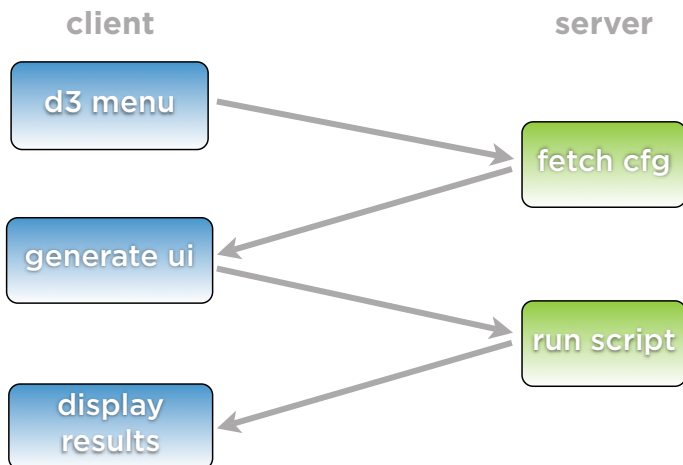 client
server
d3 menu
fetch cfg
generate ui
run script
display
results